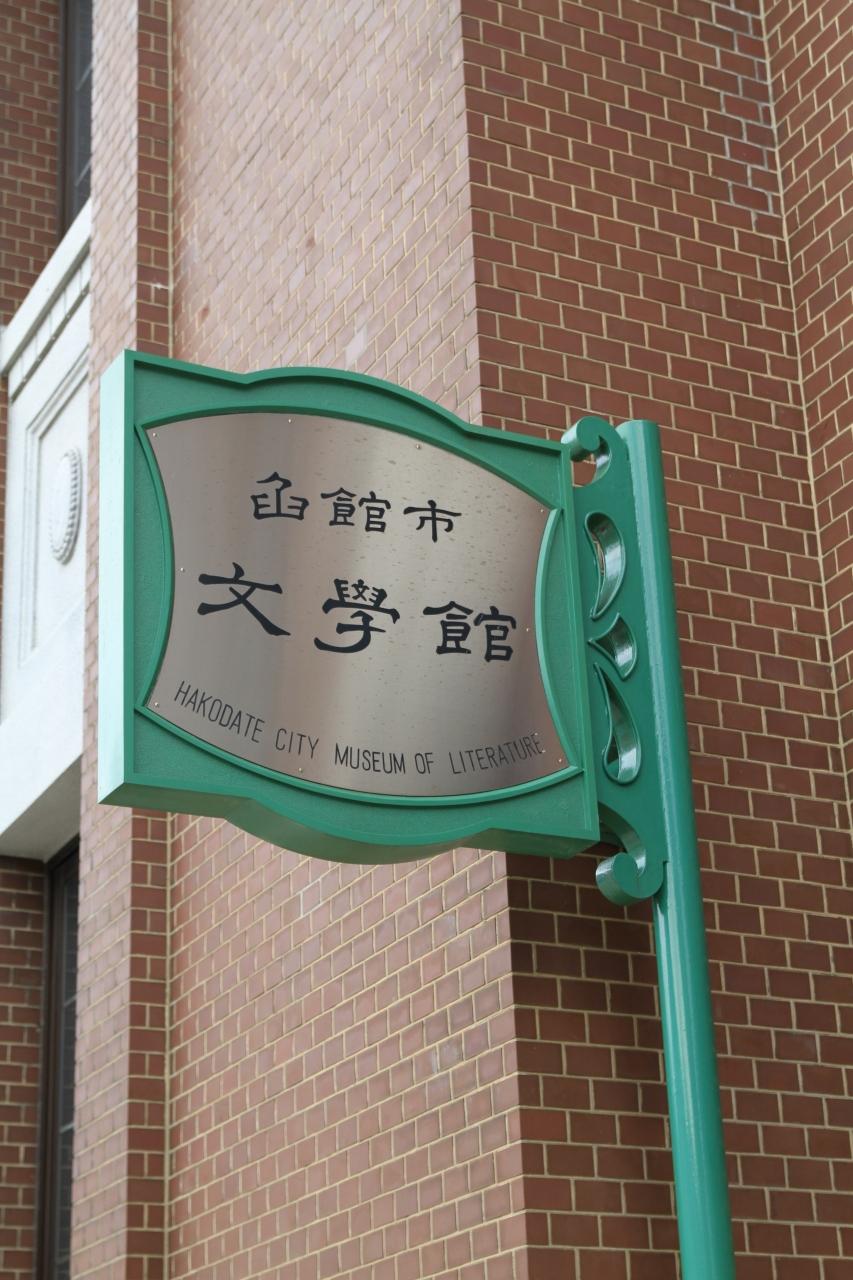 函館市
文學館
HAKODATE CITY MUSEUM OF LITERATURE